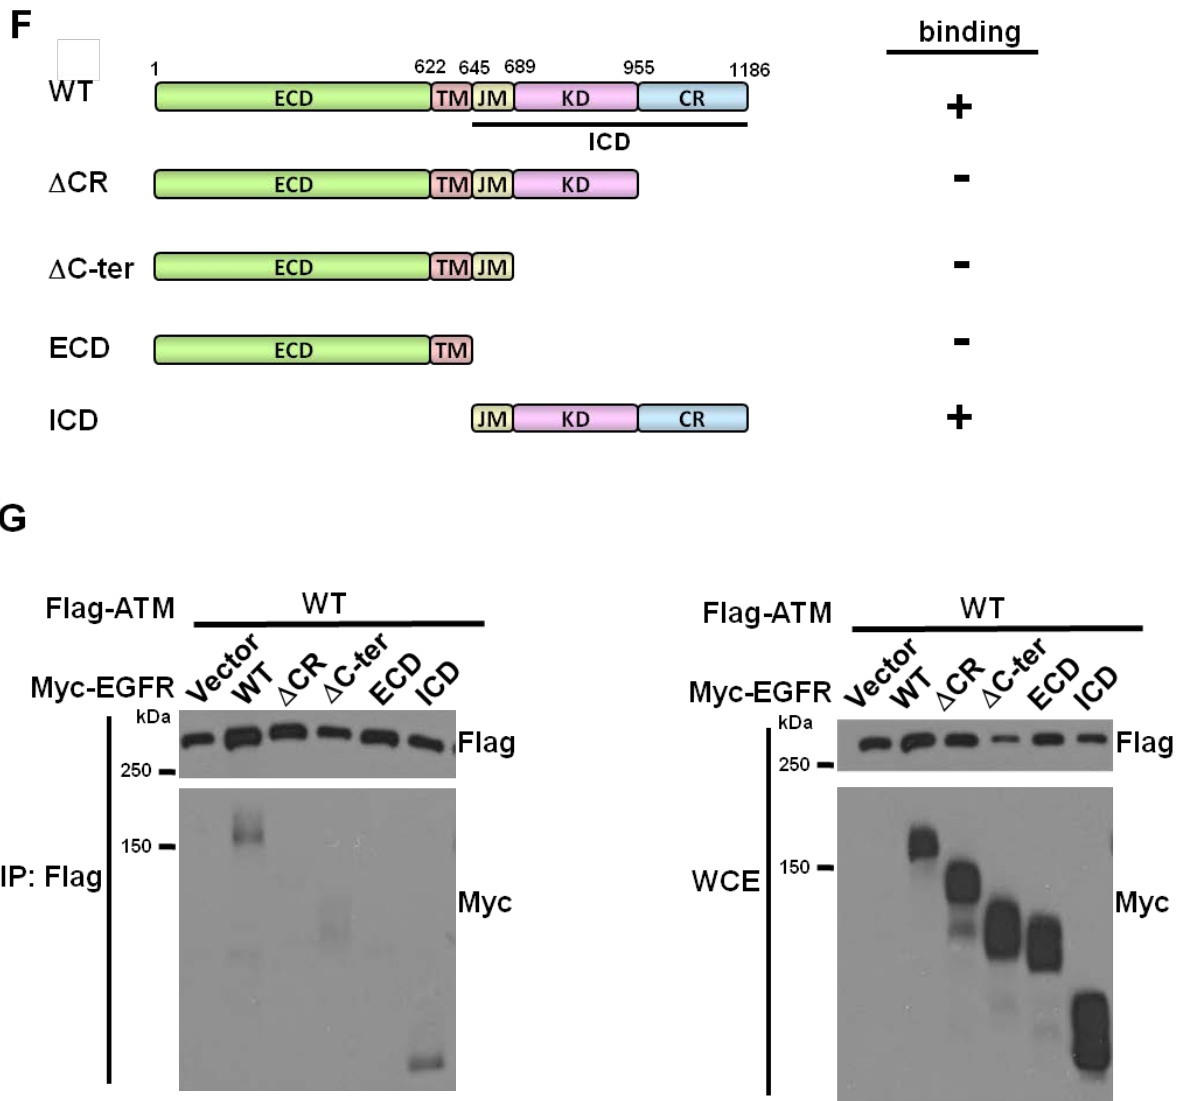 F
binding
1 622 645 689 955 1186
WT ECD TM JM KD CR +
ICD
ΔCR ECD TM JM KD -
ΔC-ter ECD TM JM -
ECD ECD TM -
ICD JM KD CR +
G
Flag-ATM WT
Myc-EGFR Vector WT ΔCR ΔC-ter ECD ICD
kDa
Flag
250
150
IP: Flag
Myc
Flag-ATM WT
Myc-EGFR Vector WT ΔCR ΔC-ter ECD ICD
kDa
Flag
250
150
WCE
Myc